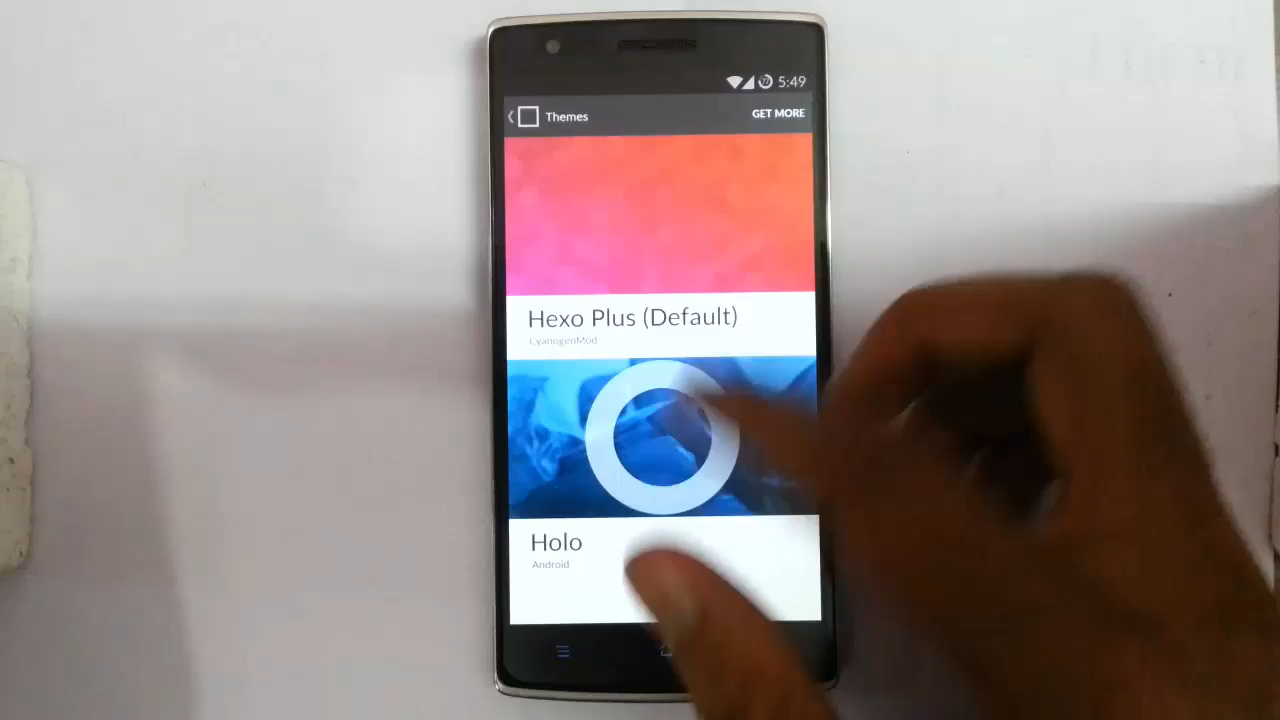 5:49
Themes
GET MORE
Hexo Plus (Default)
CyanogenMod
Holo
Android